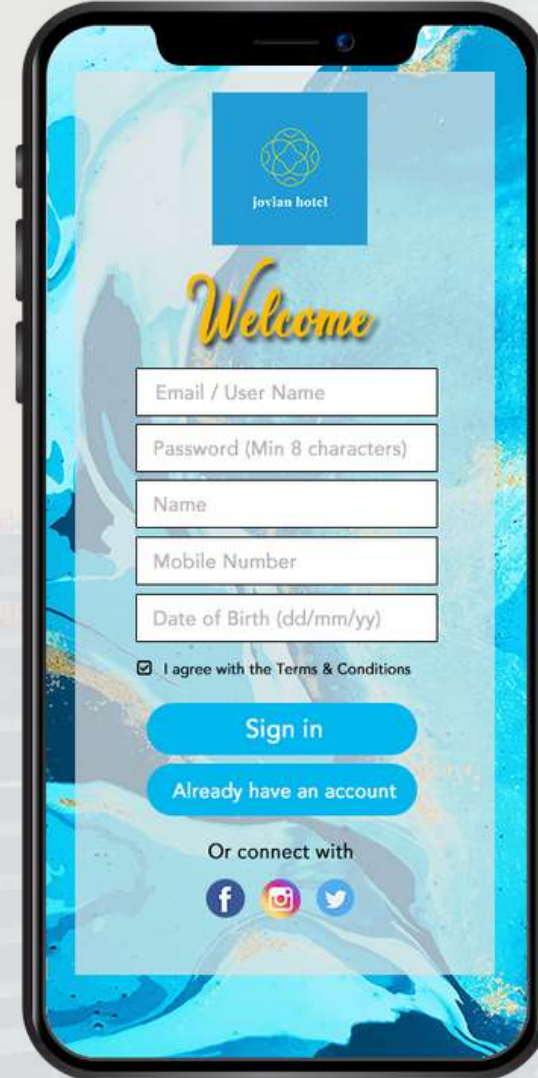 jovian hotel
Welcome
Email / User Name
Password (Min 8 characters)
Name
Mobile Number
Date of Birth (dd/mm/yy)
I agree with the Terms & Conditions
Sign in
Already have an account
Or connect with